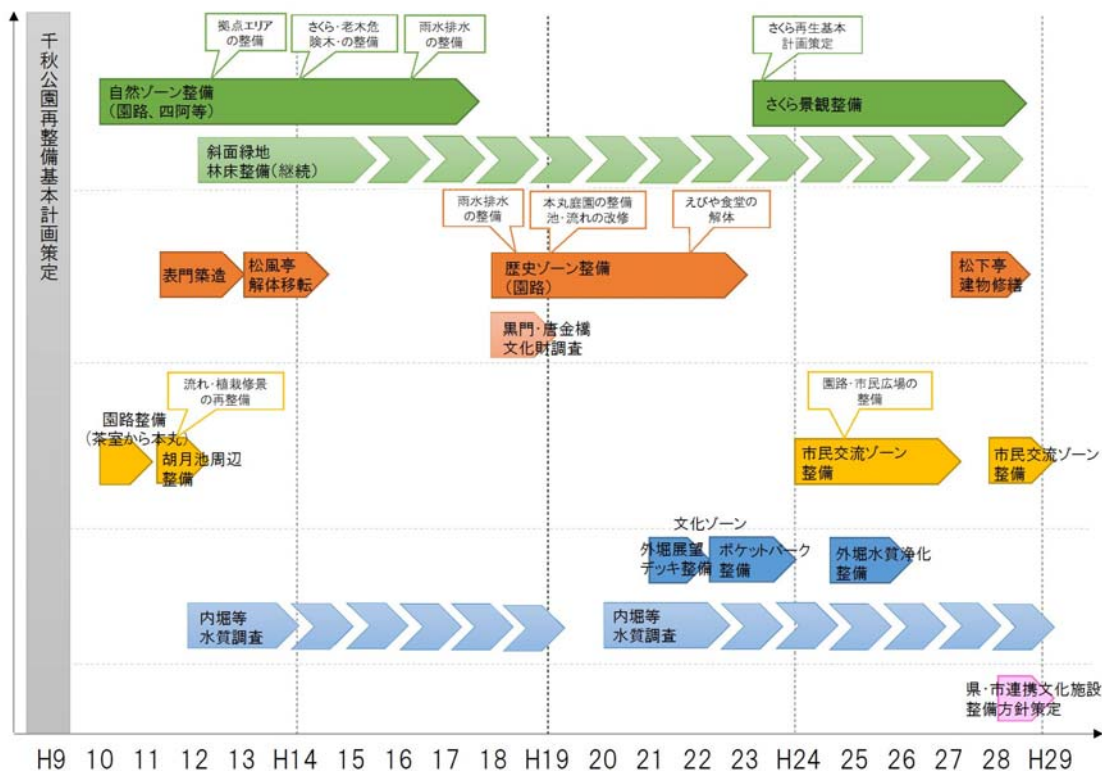 千秋公園再整備基本計画策定
拠点エリア
の整備
さくら・老木危
険木・の整備
雨水排水
の整備
さくら再生基本
計画策定
自然ゾーン整備
(園路、四阿等)
さくら景観整備
斜面緑地
林床整備(継続)
雨水排水
の整備
本丸庭園の整備
池・流れの改修
えびや食堂の
解体
表門築造
松風亭
解体移転
歴史ゾーン整備
(園路)
松下亭
建物修繕
黒門・唐金橋
文化財調査
流れ・植栽修景
の再整備
園路・市民広場の
整備
園路整備
(茶室から本丸)
胡月池周辺
整備
市民交流ゾーン
整備
市民交流ゾーン
整備
文化ゾーン
外堀展望
デッキ整備
ポケットパーク
整備
外堀水質浄化
整備
内堀等
水質調査
内堀等
水質調査
県・市連携文化施設
整備方針策定
H9 10 11 12 13 H14 15 16 17 18 H19 20 21 22 23 H24 25 26 27 28 H29